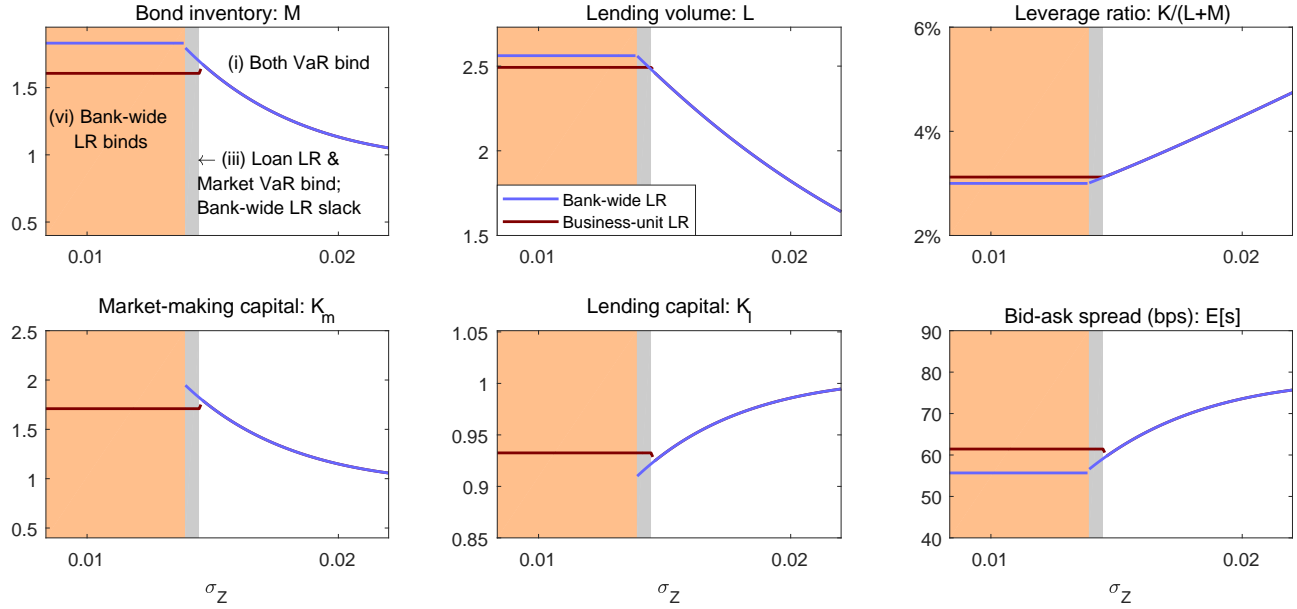 Bond inventory: M
1.5
1
0.5
0.01
0.02
(i) Both VaR bind
(vi) Bank-wide
LR binds
← (iii) Loan LR &
Market VaR bind;
Bank-wide LR slack
Lending volume: L
2.5
2
1.5
0.01
0.02
Bank-wide LR
Business-unit LR
Leverage ratio: K/(L+M)
6%
4%
2%
0.01
0.02
Market-making capital: K_m
2.5
2
1.5
1
0.5
0.01
0.02
σ_Z
Lending capital: K_l
1.05
1
0.95
0.9
0.85
0.01
0.02
σ_Z
Bid-ask spread (bps): E[s]
90
80
70
60
50
40
0.01
0.02
σ_Z